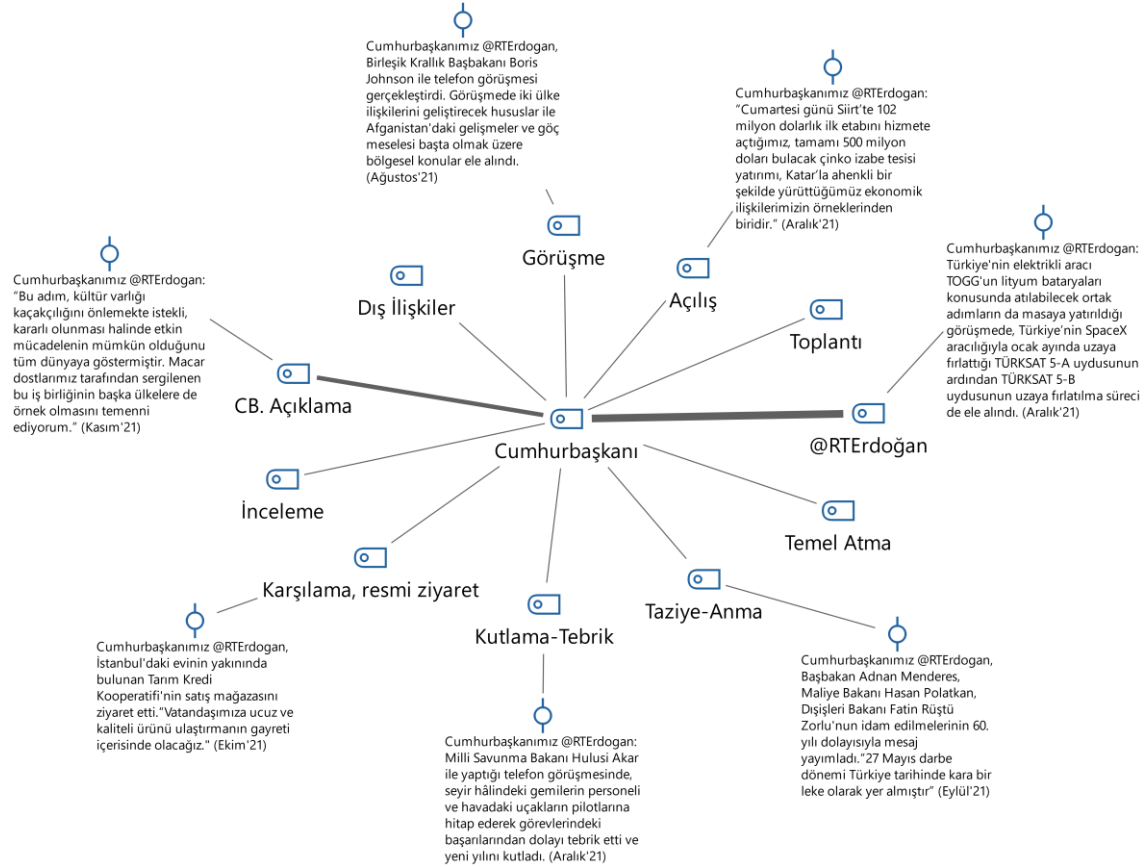 Cumhurbaşkanımız @RTErdogan,
Birleşik Krallık Başbakanı Boris
Johnson ile telefon görüşmesi
gerçekleştirdi. Görüşmede iki ülke
ilişkilerini geliştirecek hususlar ile
Afganistan'daki gelişmeler ve göç
meselesi başta olmak üzere
bölgesel konular ele alındı.
(Ağustos'21)
Cumhurbaşkanımız @RTErdogan:
“Cumartesi günü Siirt’te 102
milyon dolarlık ilk etabını hizmete
açtığımız, tamamı 500 milyon
doları bulacak çinko izabe tesisi
yatırımı, Katar’la ahenkli bir
şekilde yürüttüğümüz ekonomik
ilişkilerimizin örneklerinden
biridir.” (Aralık'21)
Cumhurbaşkanımız @RTErdogan:
Türkiye'nin elektrikli aracı
TOGG'un lityum bataryaları
konusunda atılabilecek ortak
adımların da masaya yatırıldığı
görüşmede, Türkiye'nin SpaceX
aracılığıyla ocak ayında uzaya
fırlattığı TÜRKSAT 5-A uydusunun
ardından TÜRKSAT 5-B
uydusunun uzaya fırlatılma süreci
de ele alındı. (Aralık'21)
Cumhurbaşkanımız @RTErdogan:
“Bu adım, kültür varlığı
kaçakçılığını önlemekte istekli,
kararlı olunması halinde etkin
mücadelenin mümkün olduğunu
tüm dünyaya göstermiştir. Macar
dostlarımız tarafından sergilenen
bu iş birliğinin başka ülkelere de
örnek olmasını temenni
ediyorum.” (Kasım'21)
Görüşme
Dış İlişkiler
Açılış
Toplantı
CB. Açıklama
@RTErdoğan
Cumhurbaşkanı
İnceleme
Temel Atma
Karşılama, resmi ziyaret
Taziye-Anma
Kutlama-Tebrik
Cumhurbaşkanımız @RTErdogan,
İstanbul'daki evinin yakınında
bulunan Tarım Kredi
Kooperatifi'nin satış mağazasını
ziyaret etti."Vatandaşımıza ucuz ve
kaliteli ürünü ulaştırmanın gayreti
içerisinde olacağız." (Ekim'21)
Cumhurbaşkanımız @RTErdogan:
Milli Savunma Bakanı Hulusi Akar
ile yaptığı telefon görüşmesinde,
seyir hâlindeki gemilerin personeli
ve havadaki uçakların pilotlarına
hitap ederek görevlerindeki
başarılarından dolayı tebrik etti ve
yeni yılını kutladı. (Aralık'21)
Cumhurbaşkanımız @RTErdogan,
Başbakan Adnan Menderes,
Maliye Bakanı Hasan Polatkan,
Dışişleri Bakanı Fatin Rüştü
Zorlu'nun idam edilmelerinin 60.
yılı dolayısıyla mesaj
yayımladı."27 Mayıs darbe
dönemi Türkiye tarihinde kara bir
leke olarak yer almıştır” (Eylül'21)